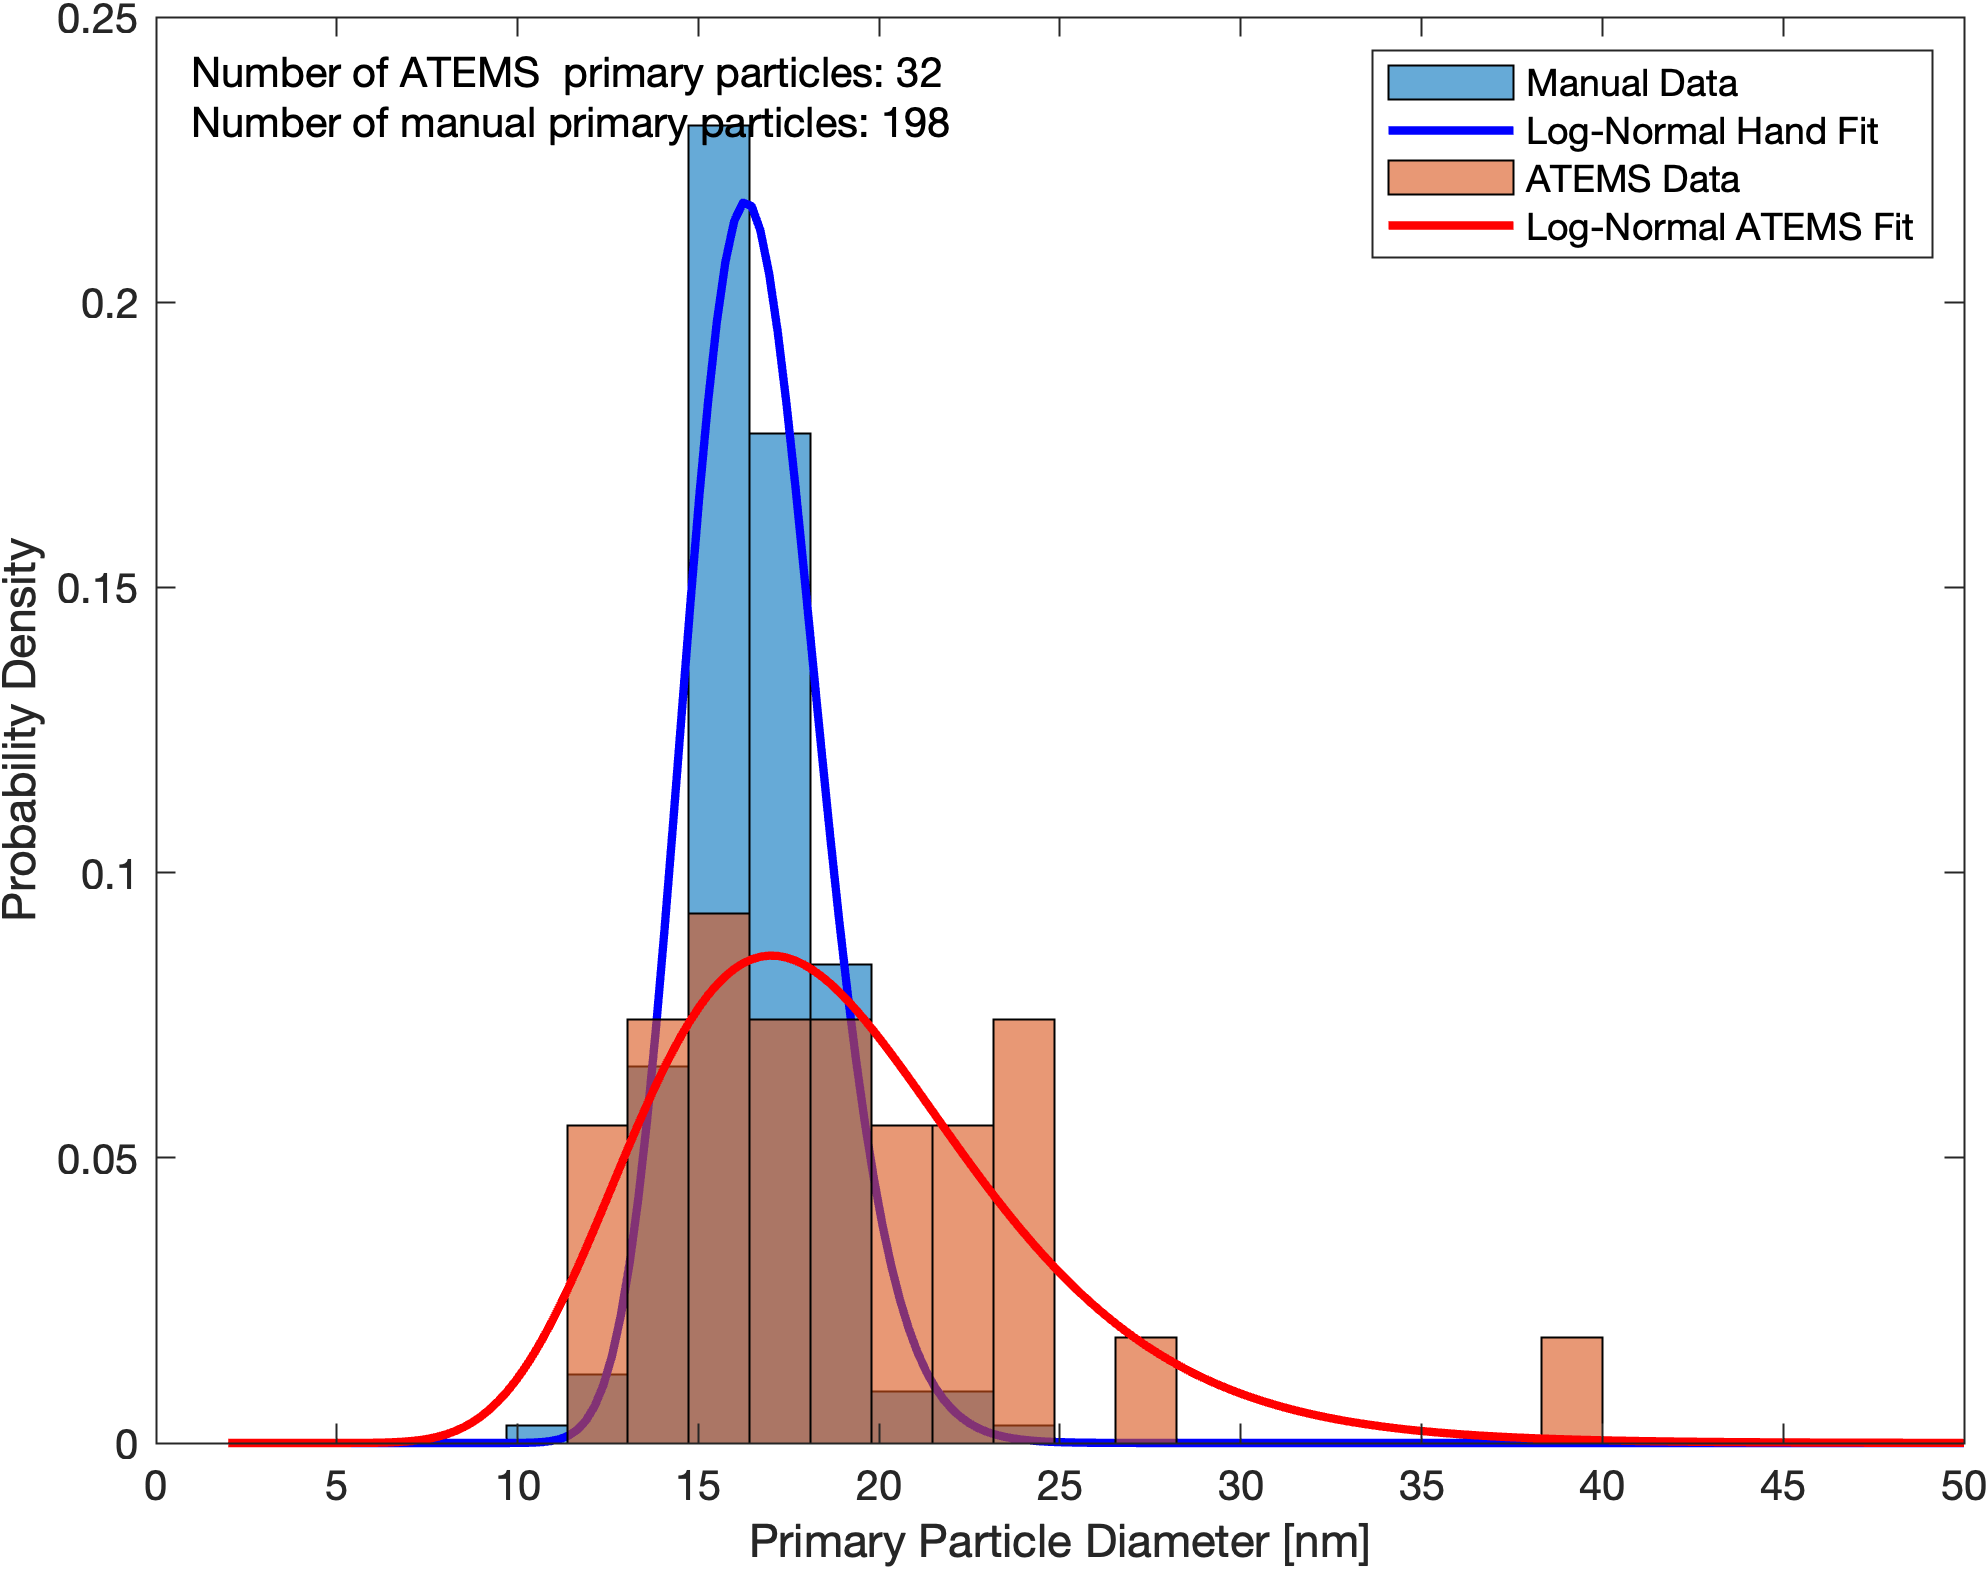 0.25
0.2
0.15
0.1
0.05
0
Probability Density
Number of ATEMS  primary particles: 32
Number of manual primary particles: 198
Manual Data
Log-Normal Hand Fit
ATEMS Data
Log-Normal ATEMS Fit
0 5 10 15 20 25 30 35 40 45 50
Primary Particle Diameter [nm]